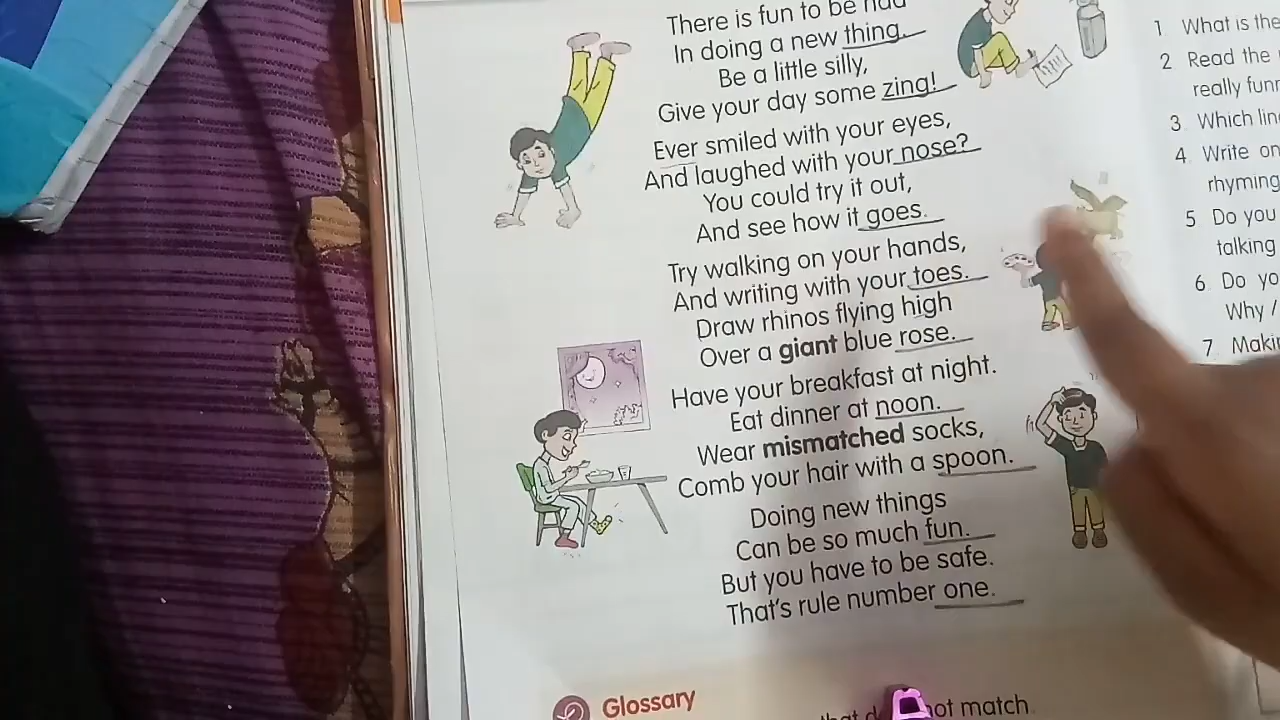 There is fun to be had
In doing a new thing.
Be a little silly,
Give your day some zing!
Ever smiled with your eyes,
And laughed with your nose?
You could try it out,
And see how it goes.
Try walking on your hands,
And writing with your toes.
Draw rhinos flying high
Over a giant blue rose.
Have your breakfast at night.
Eat dinner at noon.
Wear mismatched socks,
Comb your hair with a spoon.
Doing new things
Can be so much fun.
But you have to be safe.
That's rule number one.
Glossary
that not match
1 What is the
2 Read the
really
3 Which
4 Write
rhyming
5 Do you
talking
6 Do
Why /
7